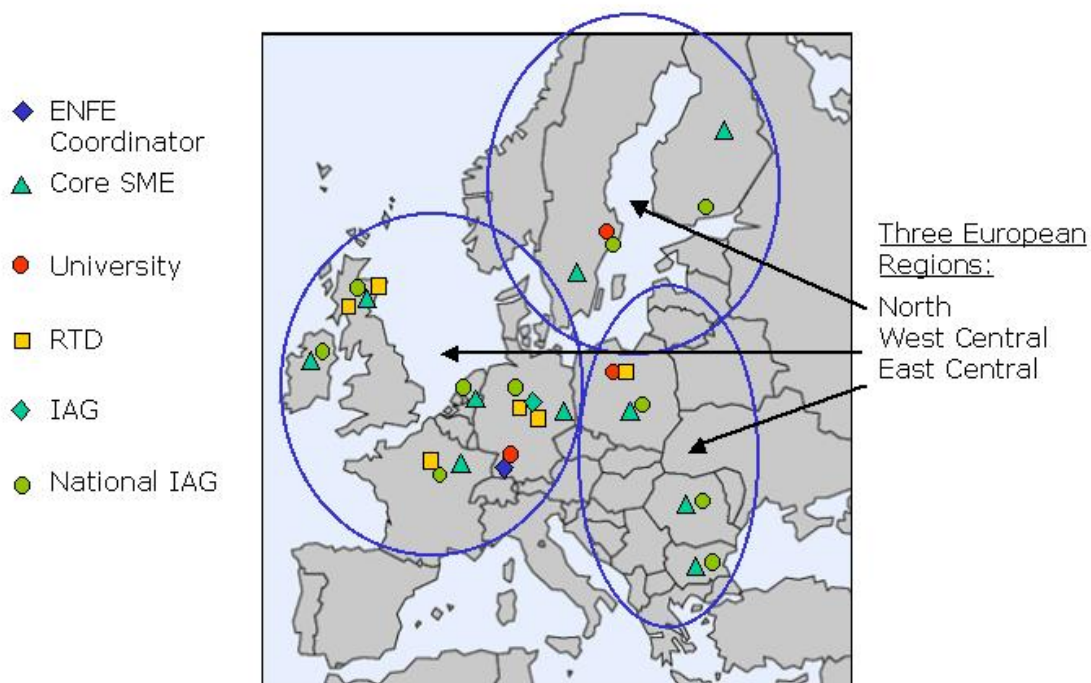 ENFE
Coordinator
Core SME
University
RTD
IAG
National IAG
Three European
Regions:
North
West Central
East Central